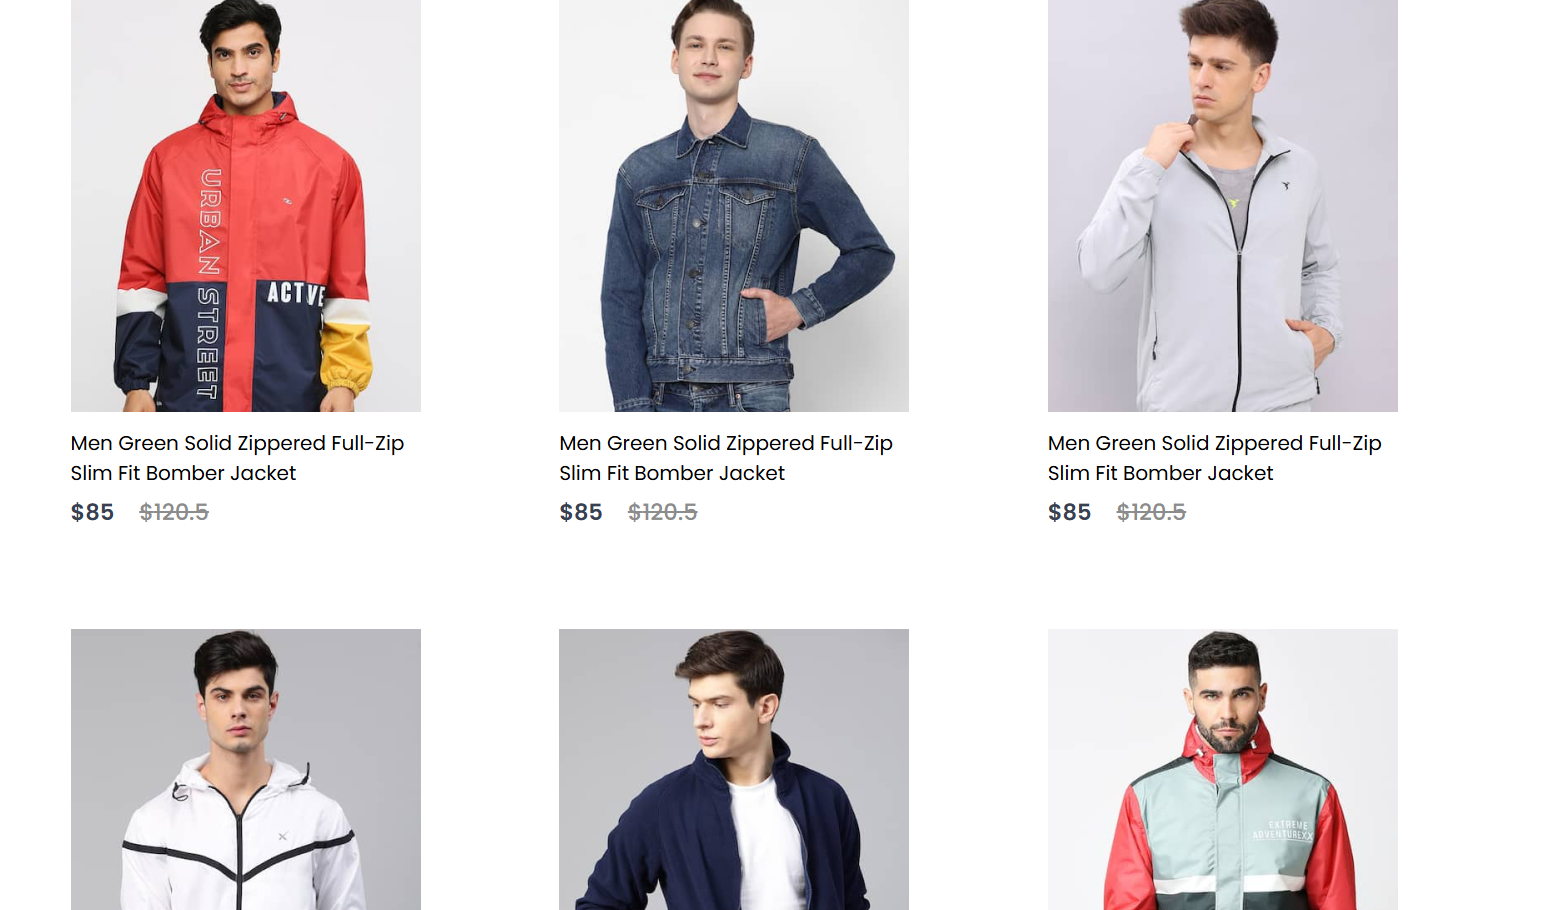 URBAN STREET
ACTIVE
Men Green Solid Zippered Full-Zip
Slim Fit Bomber Jacket
$85 $120.5
Men Green Solid Zippered Full-Zip
Slim Fit Bomber Jacket
$85 $120.5
Men Green Solid Zippered Full-Zip
Slim Fit Bomber Jacket
$85 $120.5
EXTREME
ADVENTUREXX